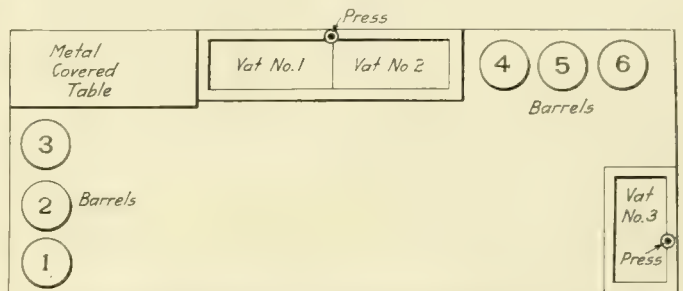 Press
Metal
Covered
Table
Vat No.1
Vat No 2
4
5
6
Barrels
3
2
Barrels
1
Vat
No.3
Press